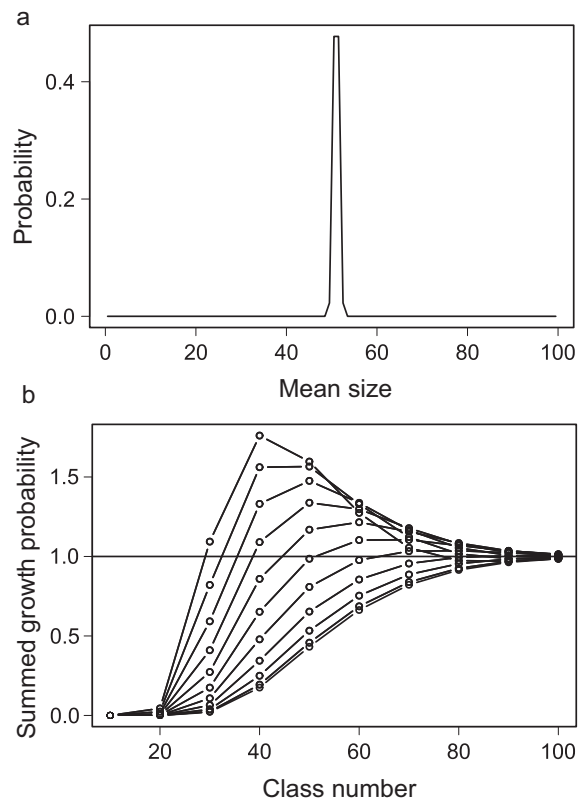 a
Probability
0.4
0.2
0.0
0 20 40 60 80 100
Mean size
b
Summed growth probability
1.5
1.0
0.5
0.0
20 40 60 80 100
Class number